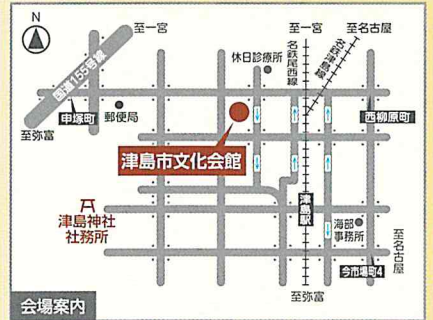 N
至一宮
至一宮
至名古屋
名鉄尾西線
名鉄津島線
休日診療所
国道155号線
申塚町
郵便局
西柳原町
至弥富
津島市文化会館
津島神社
社務所
津島駅
海部
事務所
至名古屋
今市場町4
至弥富
会場案内